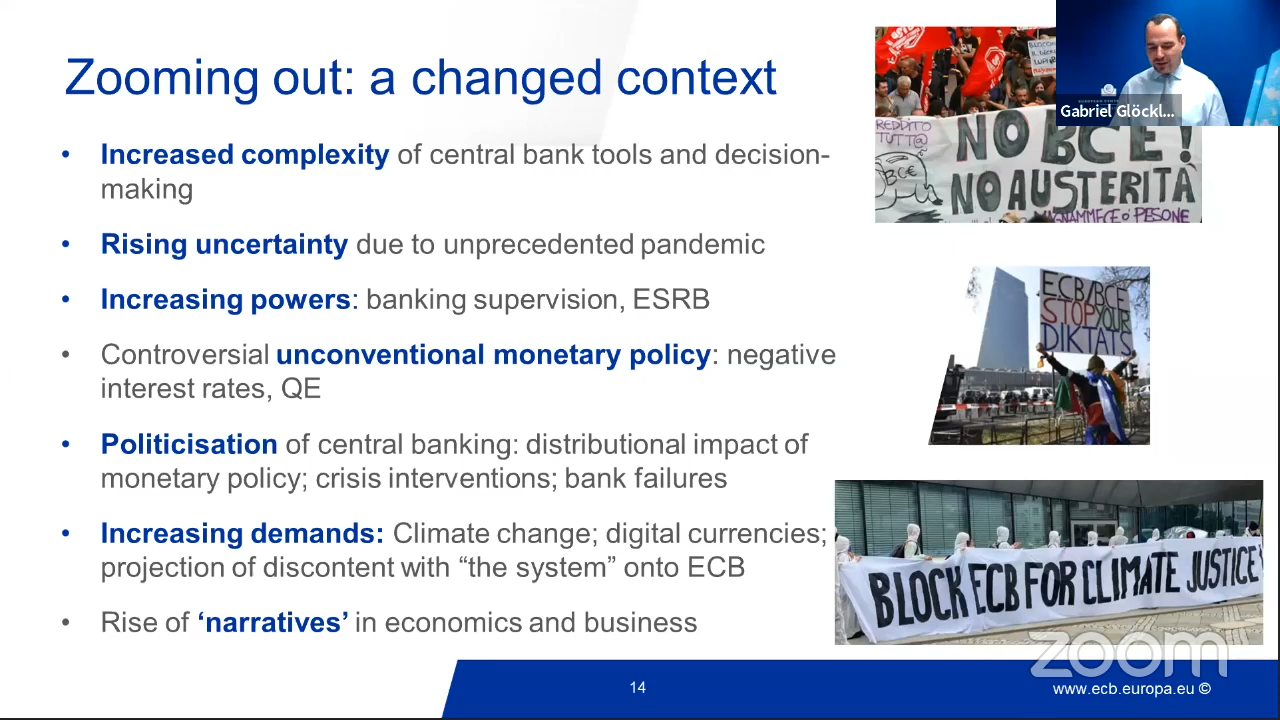 Zooming out: a changed context
• Increased complexity of central bank tools and decision-
making
• Rising uncertainty due to unprecedented pandemic
• Increasing powers: banking supervision, ESRB
• Controversial unconventional monetary policy: negative
interest rates, QE
• Politicisation of central banking: distributional impact of
monetary policy; crisis interventions; bank failures
• Increasing demands: Climate change; digital currencies;
projection of discontent with “the system” onto ECB
• Rise of ‘narratives’ in economics and business
Gabriel Glöckl...
REDDITO
TUTT@
BC€
NO BCE!
NO AUSTERITÀ
ECB/BCE
STOP YOUR
DIKTATS
BLOCK ECB FOR CLIMATE JUSTICE!
zoom
14
www.ecb.europa.eu ©